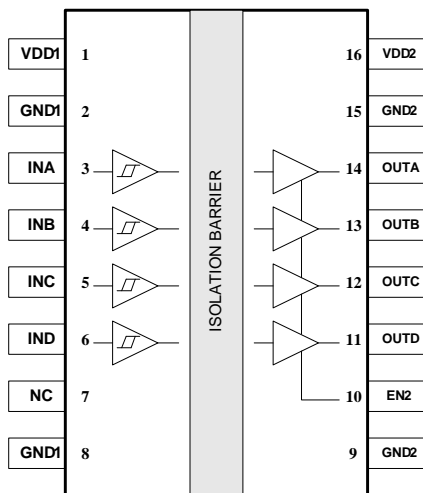 VDD1 1 16 VDD2
GND1 2 15 GND2
INA 3 14 OUTA
INB 4 13 OUTB
INC 5 12 OUTC
IND 6 11 OUTD
NC 7 10 EN2
GND1 8 9 GND2
ISOLATION BARRIER